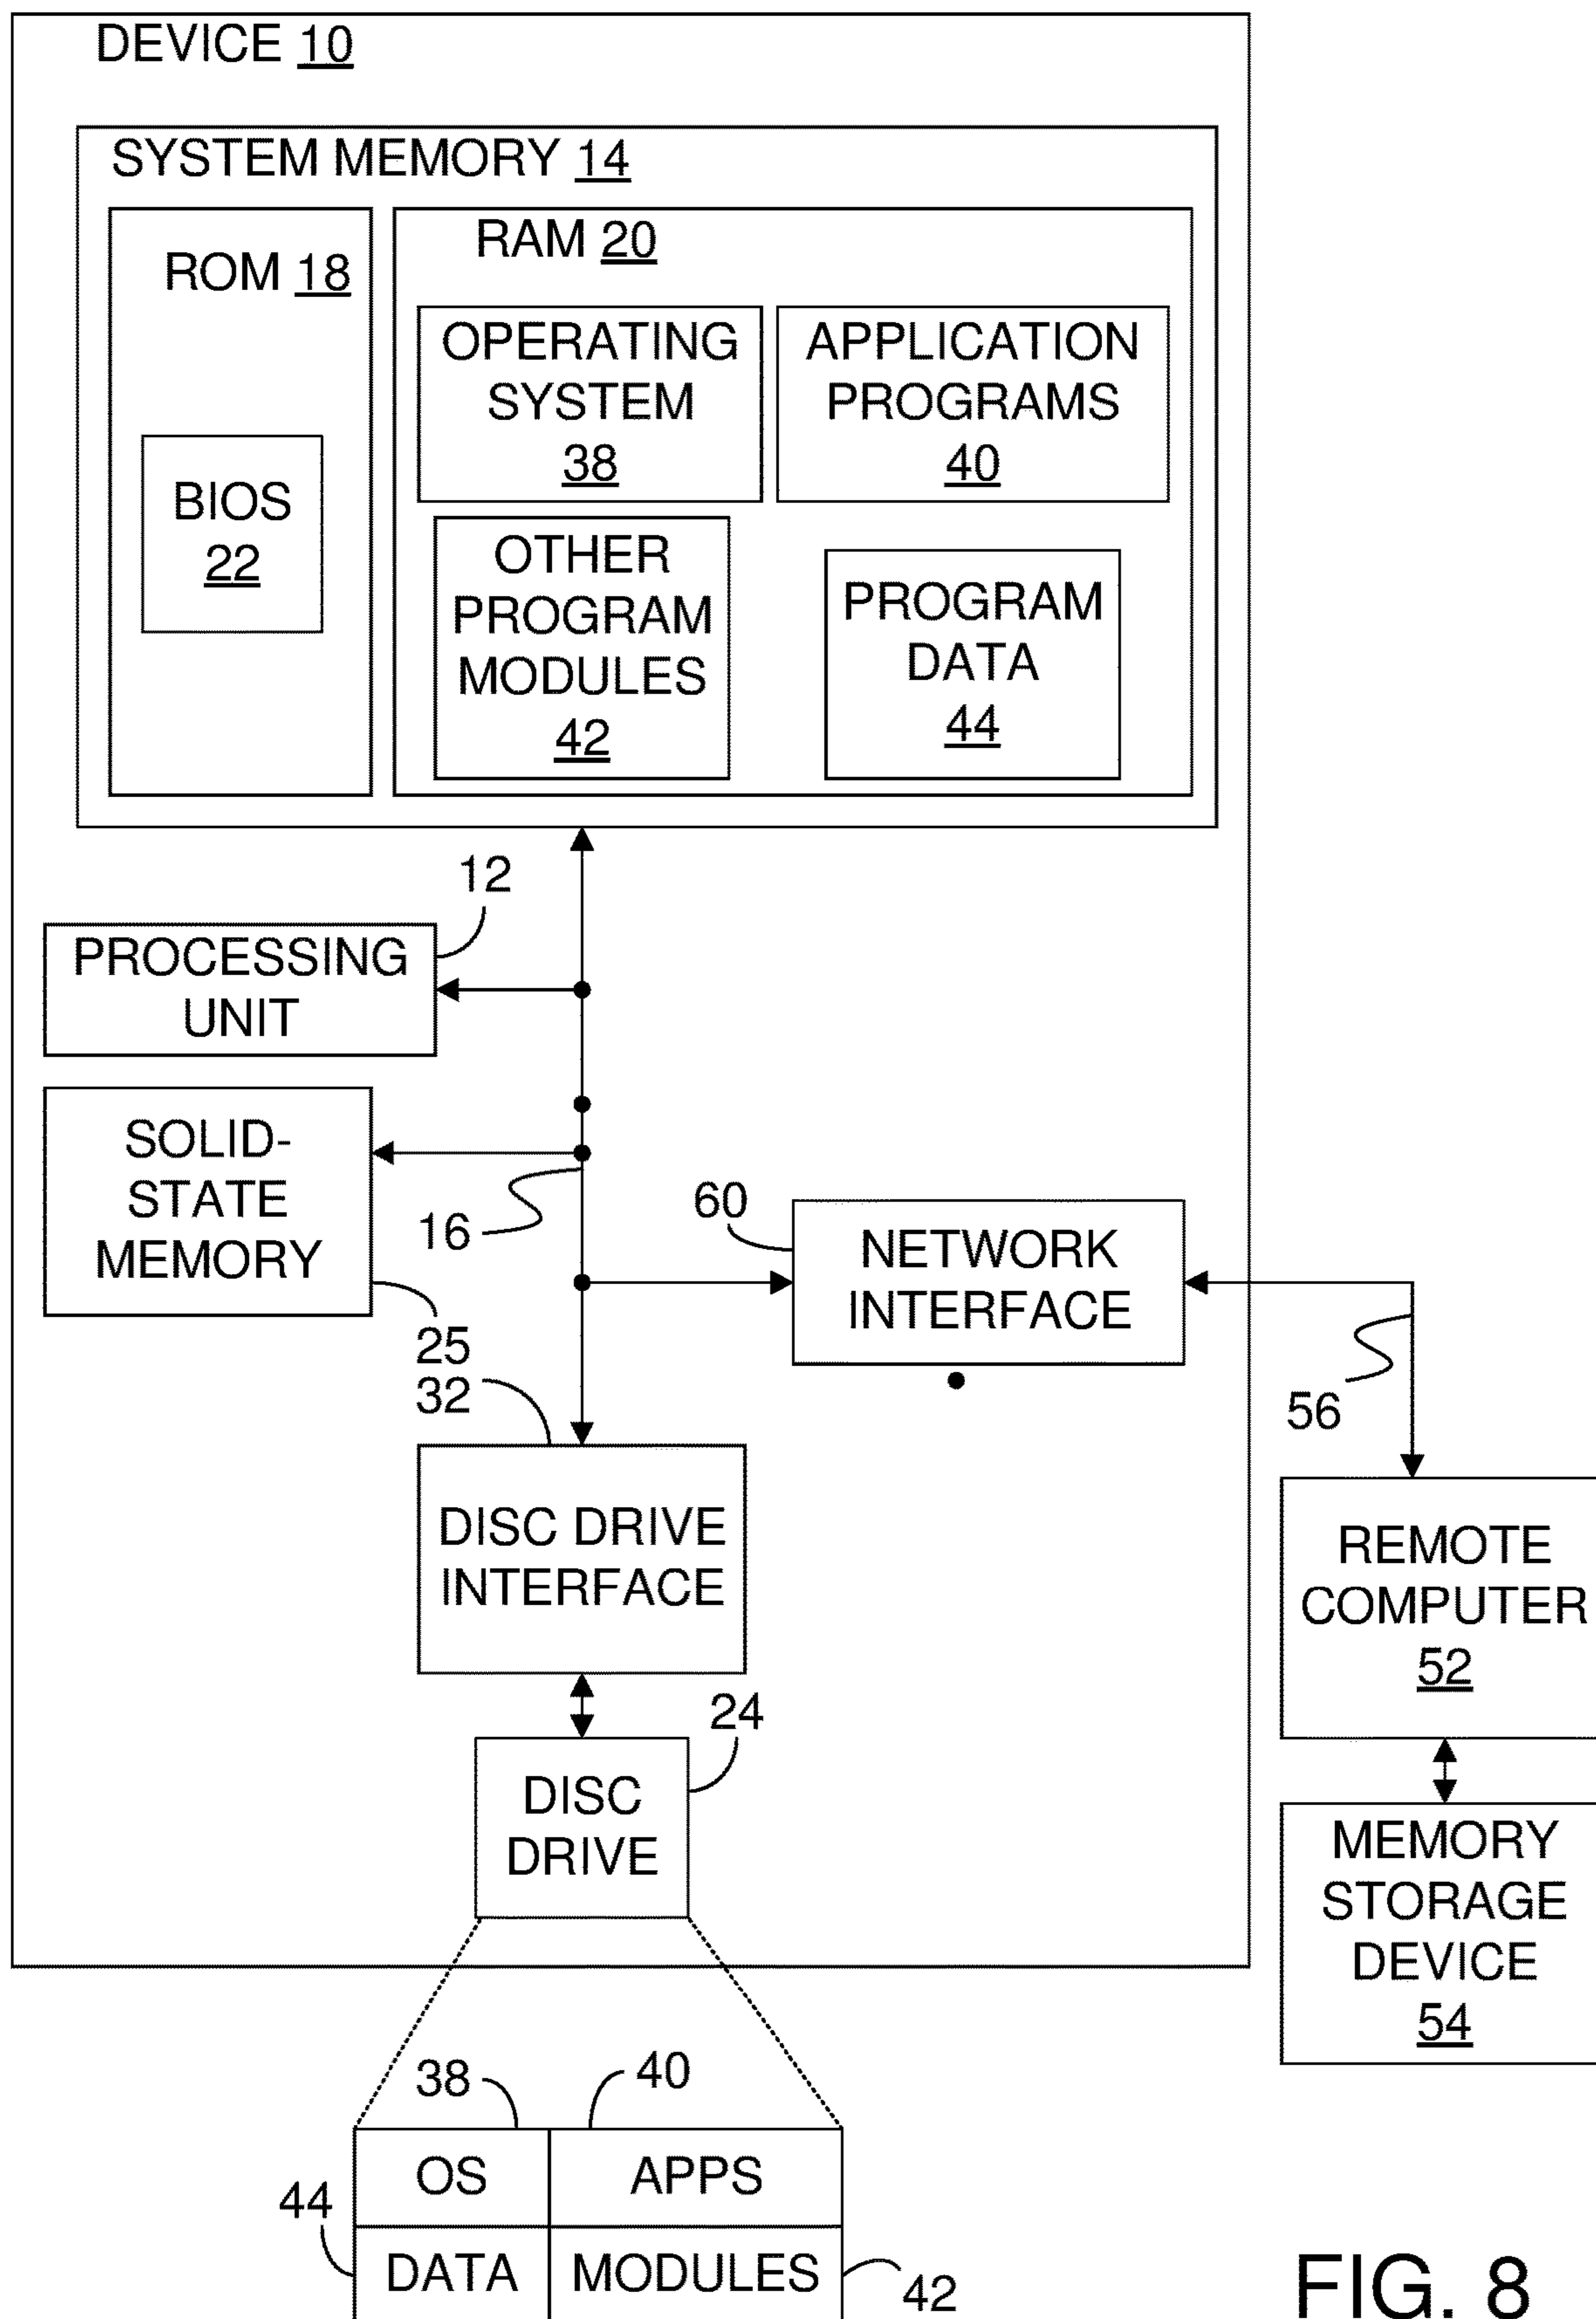 DEVICE 10
SYSTEM MEMORY 14
ROM 18
BIOS
22
RAM 20
OPERATING
SYSTEM
38
APPLICATION
PROGRAMS
40
OTHER
PROGRAM
MODULES
42
PROGRAM
DATA
44
12
PROCESSING
UNIT
SOLID-
STATE
MEMORY
25
16
60
NETWORK
INTERFACE
56
32
DISC DRIVE
INTERFACE
24
DISC
DRIVE
REMOTE
COMPUTER
52
MEMORY
STORAGE
DEVICE
54
38
40
OS
APPS
44
DATA
MODULES
42
FIG. 8